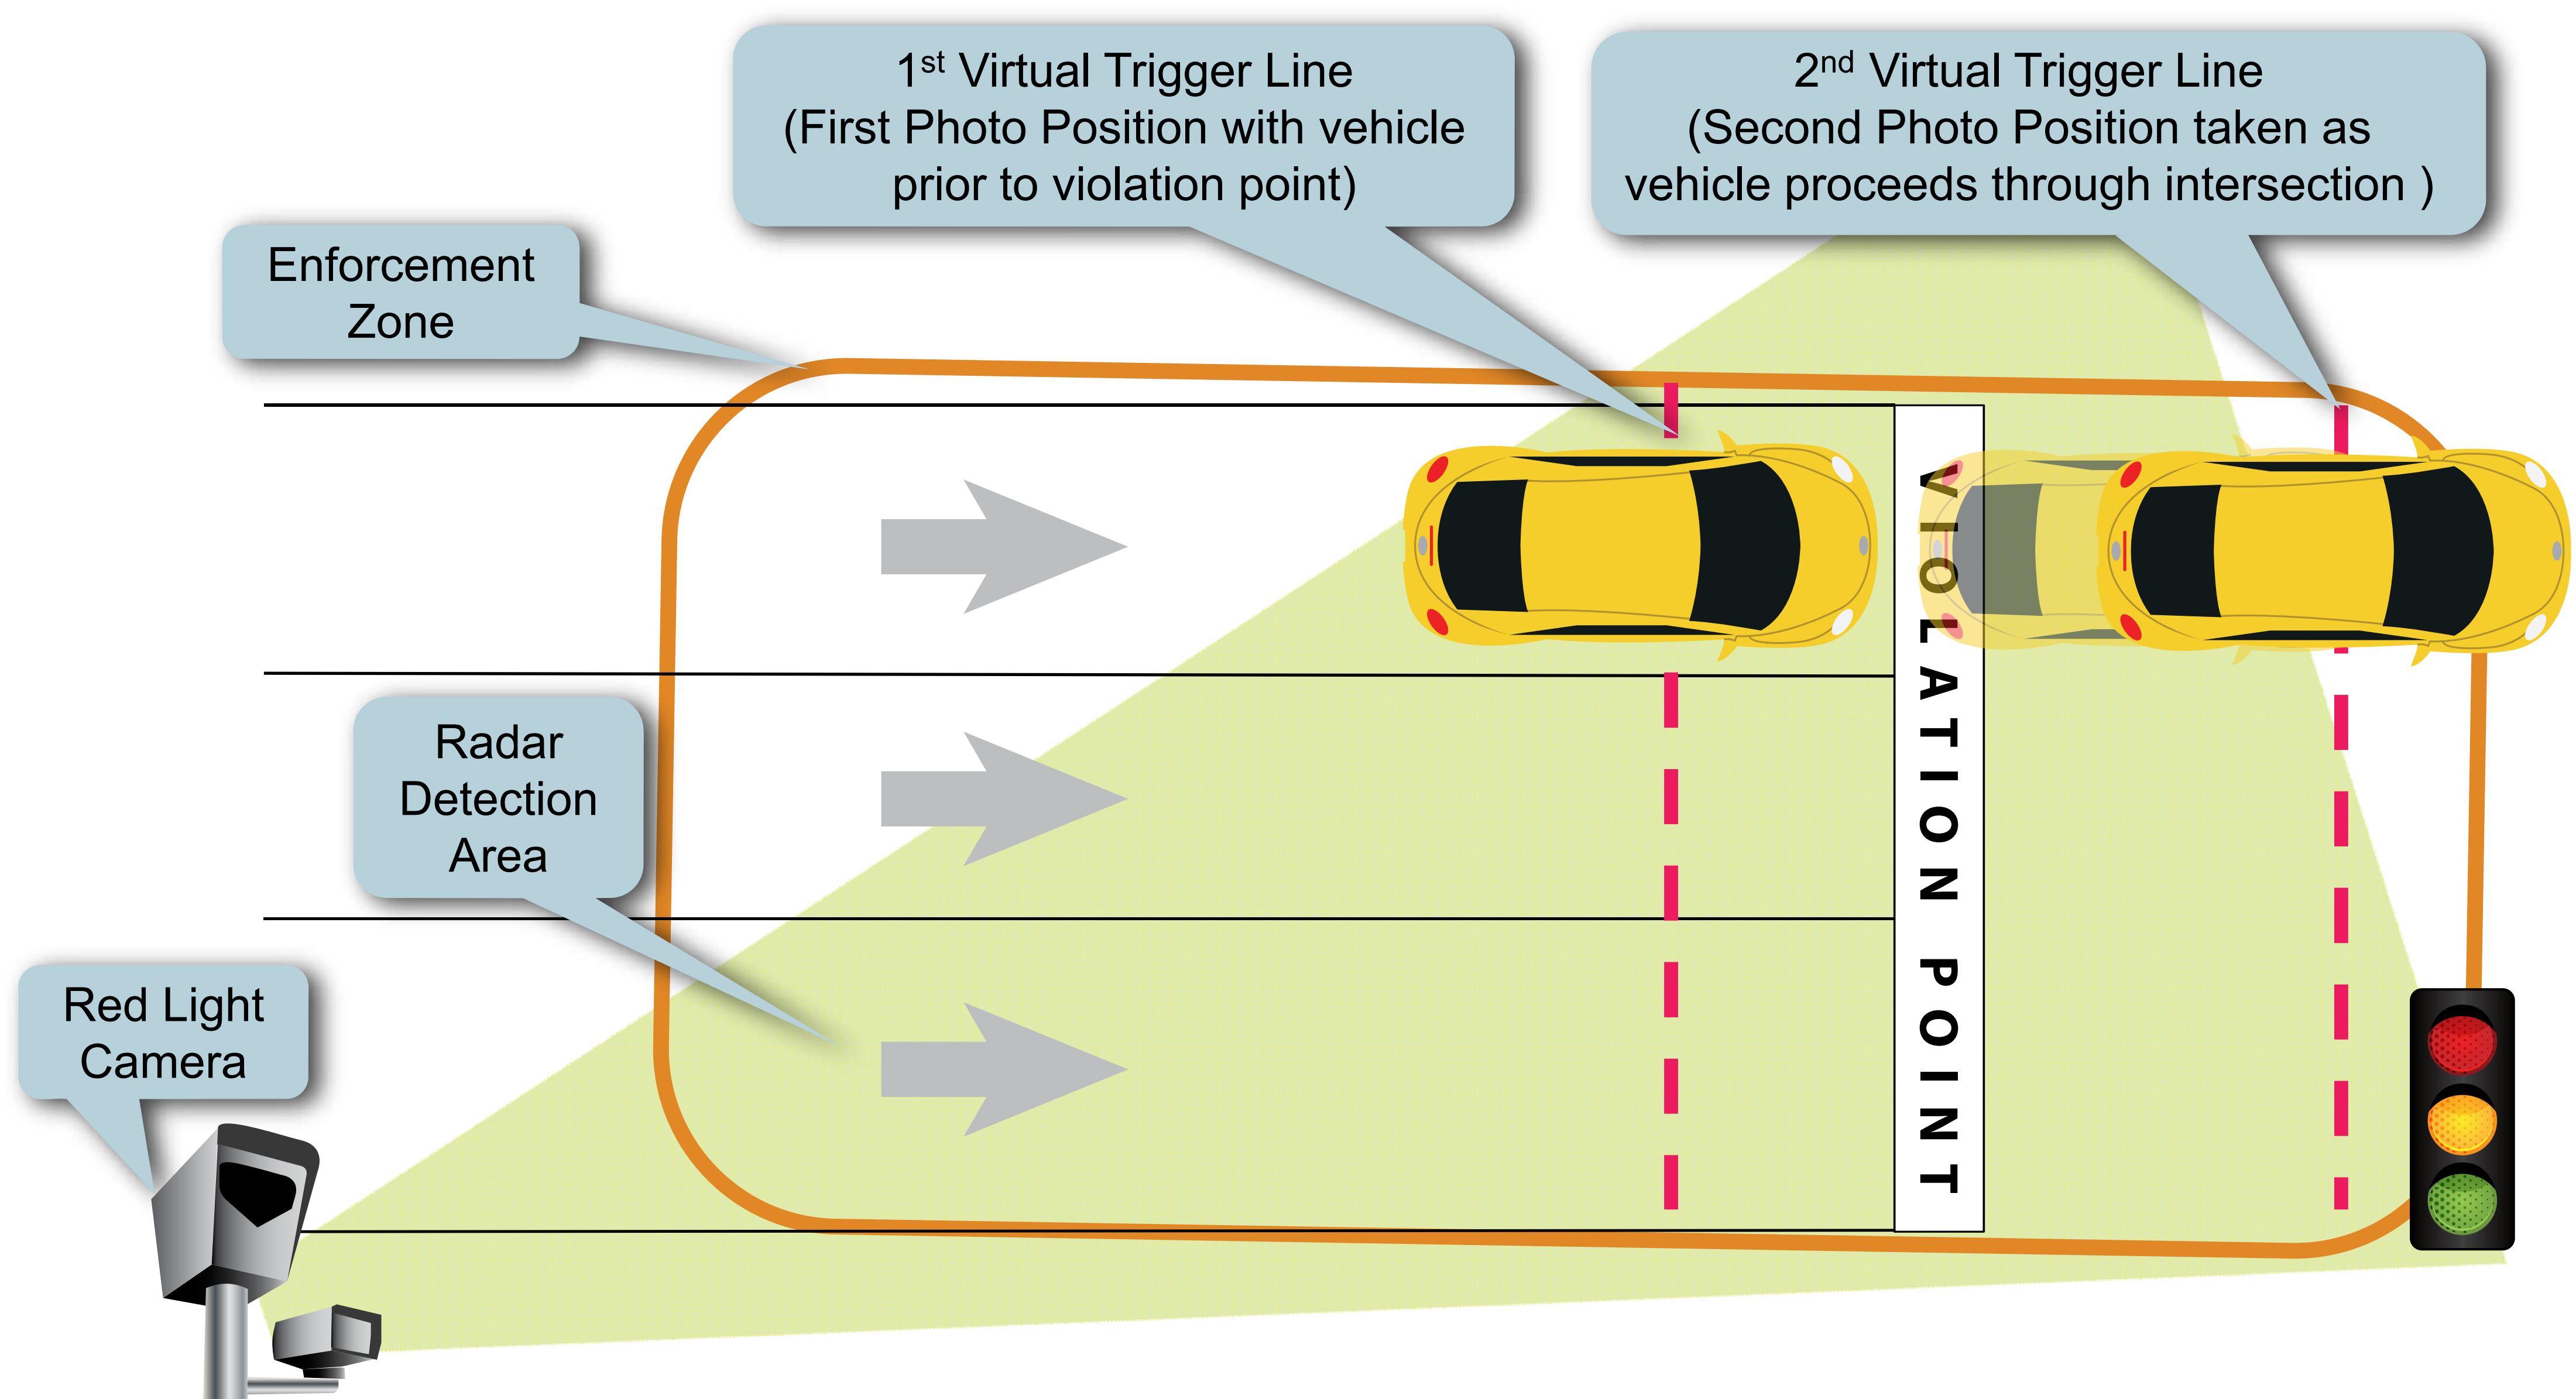 1st Virtual Trigger Line
(First Photo Position with vehicle
prior to violation point)
2nd Virtual Trigger Line
(Second Photo Position taken as
vehicle proceeds through intersection )
Enforcement
Zone
Radar
Detection
Area
Red Light
Camera
VIOLATION POINT